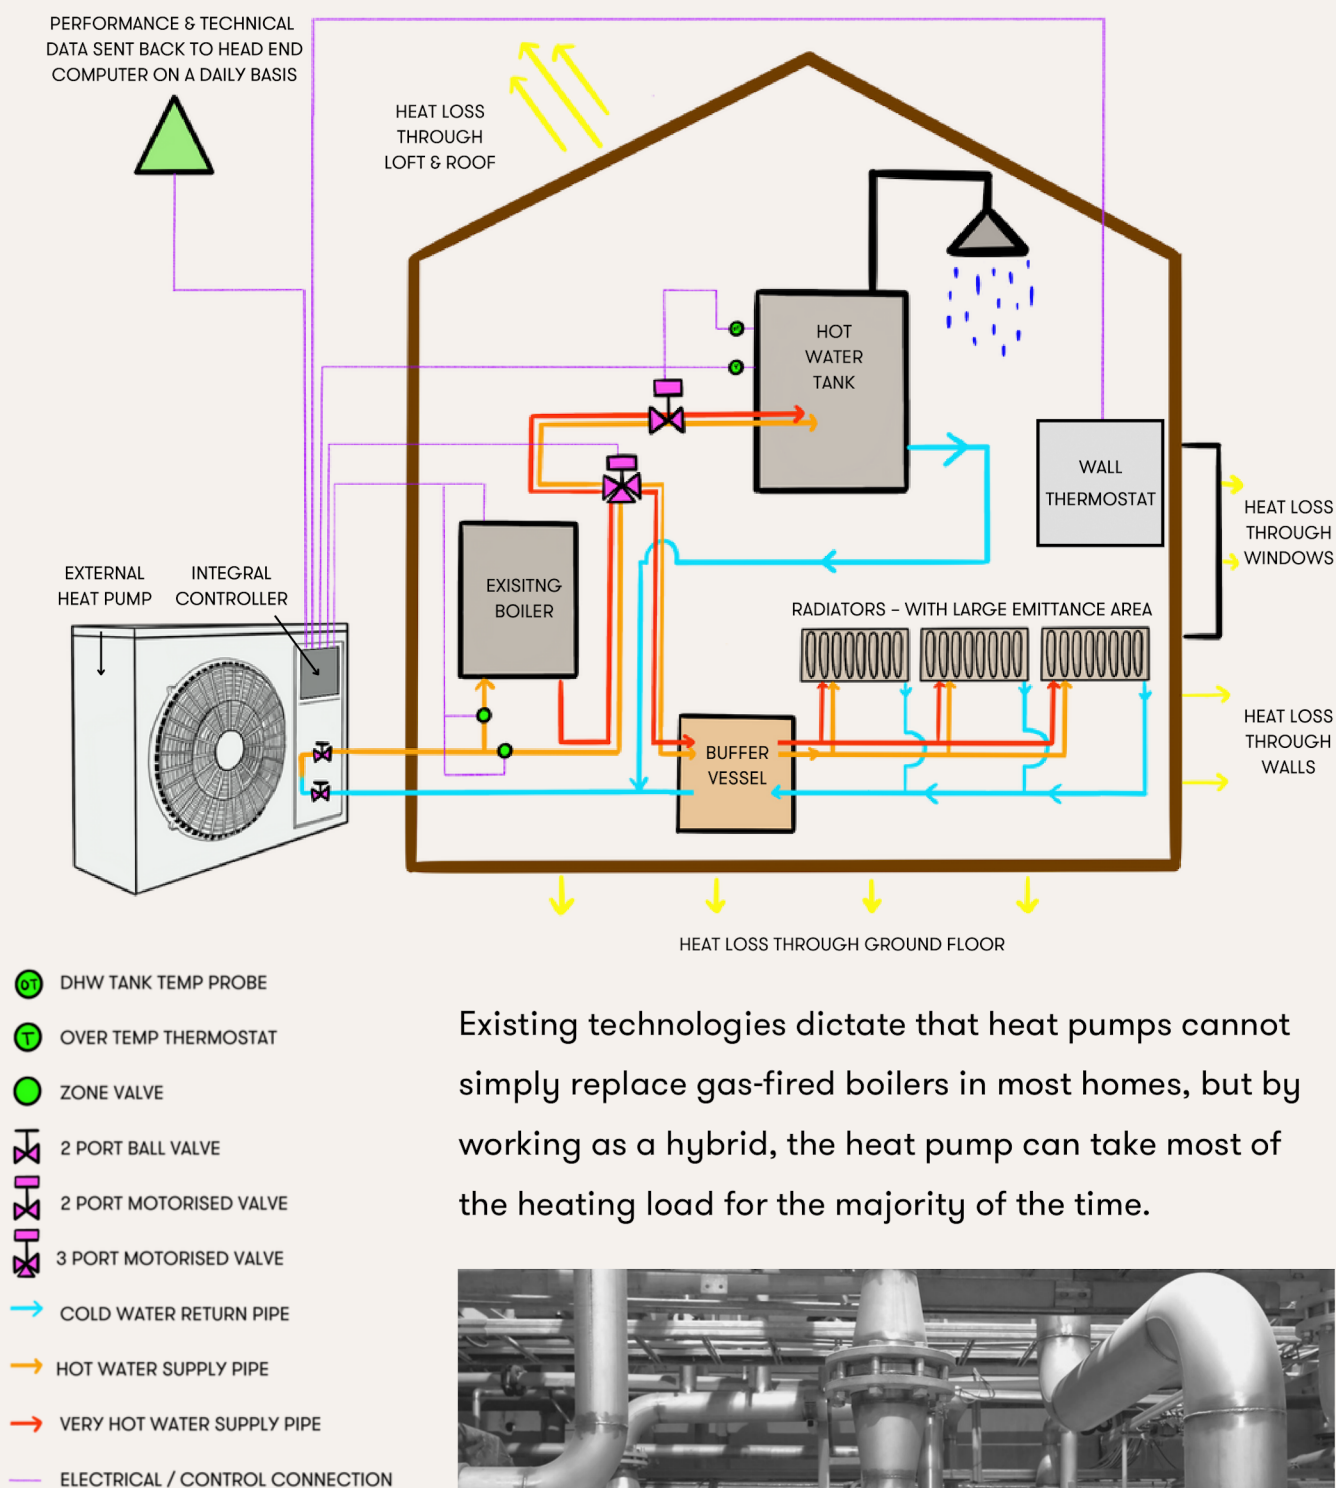 PERFORMANCE & TECHNICAL
DATA SENT BACK TO HEAD END
COMPUTER ON A DAILY BASIS
HEAT LOSS
THROUGH
LOFT & ROOF
HOT
WATER
TANK
WALL
THERMOSTAT
HEAT LOSS
THROUGH
WINDOWS
EXTERNAL
HEAT PUMP
INTEGRAL
CONTROLLER
EXISITNG
BOILER
RADIATORS – WITH LARGE EMITTANCE AREA
BUFFER
VESSEL
HEAT LOSS
THROUGH
WALLS
HEAT LOSS THROUGH GROUND FLOOR
OT DHW TANK TEMP PROBE
T OVER TEMP THERMOSTAT
ZONE VALVE
2 PORT BALL VALVE
2 PORT MOTORISED VALVE
3 PORT MOTORISED VALVE
COLD WATER RETURN PIPE
HOT WATER SUPPLY PIPE
VERY HOT WATER SUPPLY PIPE
ELECTRICAL / CONTROL CONNECTION
Existing technologies dictate that heat pumps cannot
simply replace gas-fired boilers in most homes, but by
working as a hybrid, the heat pump can take most of
the heating load for the majority of the time.